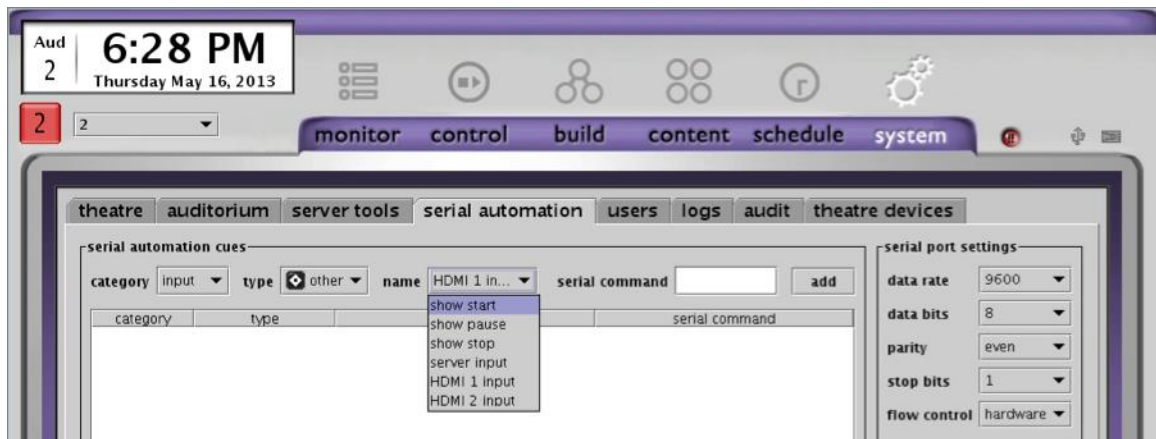 Aud
2
6:28 PM
Thursday May 16, 2013
2
2
monitor control build content schedule system
theatre auditorium server tools serial automation users logs audit theatre devices
serial automation cues
category input type other name HDMI 1 in... serial command add
category type serial command
show start
show pause
show stop
server input
HDMI 1 input
HDMI 2 input
serial port settings
data rate 9600
data bits 8
parity even
stop bits 1
flow control hardware